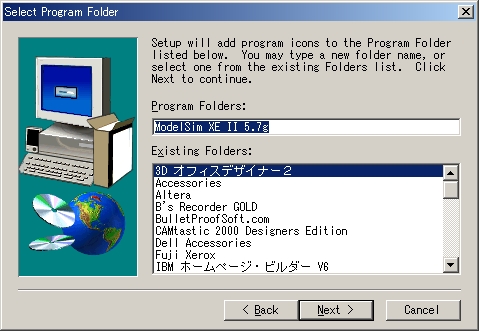 Select Program Folder
Setup will add program icons to the Program Folder
listed below.  You may type a new folder name, or
select one from the existing Folders list.  Click
Next to continue.
Program Folders:
ModelSim XE II 5.7g
Existing Folders:
3D オフィスデザイナー２
Accessories
Altera
B's Recorder GOLD
BulletProofSoft.com
CAMtastic 2000 Designers Edition
Dell Accessories
Fuji Xerox
IBM ホームページ・ビルダー V6
< Back
Next >
Cancel